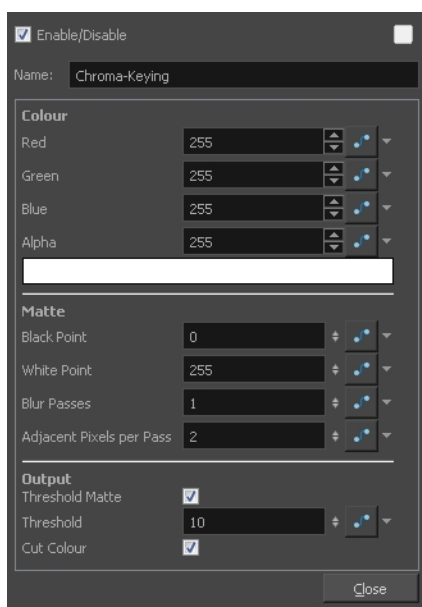 Enable/Disable
Name: Chroma-Keying
Colour
Red 255
Green 255
Blue 255
Alpha 255
Matte
Black Point 0
White Point 255
Blur Passes 1
Adjacent Pixels per Pass 2
Output
Threshold Matte
Threshold 10
Cut Colour
Close